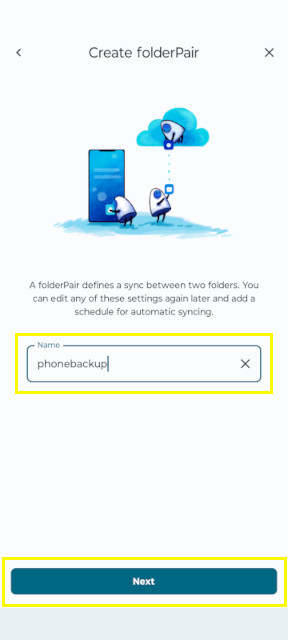 Create folderPair
A folderPair defines a sync between two folders. You
can edit any of these settings again later and add a
schedule for automatic syncing.
Name
phonebackup
Next